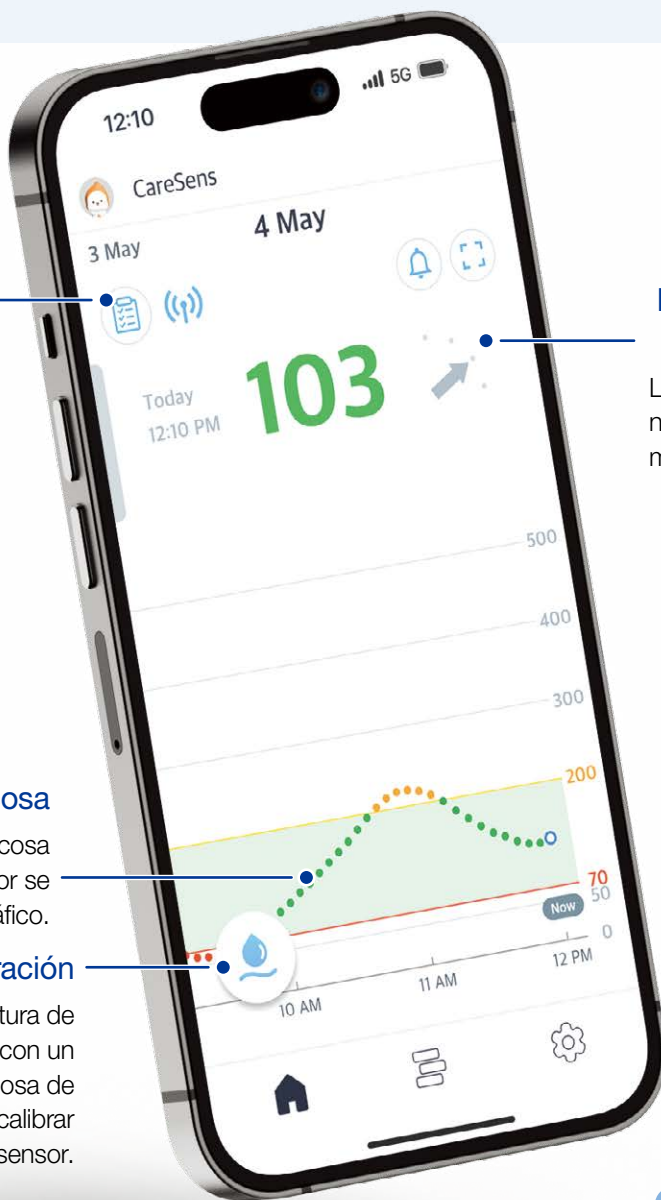 12:10
5G
CareSens
3 May
4 May
Today
12:10 PM
103
500
400
300
200
70
50
0
Now
10 AM
11 AM
12 PM
osa
cosa
or se
áfico.
ración
tura de
con un
osa de
calibrar
sensor.
L
n
m